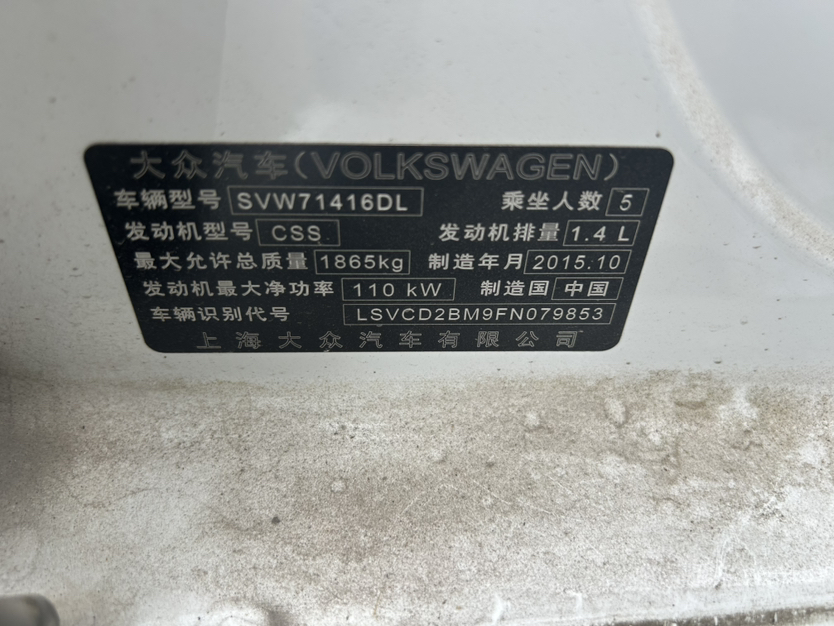 大众汽车(VOLKSWAGEN)
车辆型号 SVW71416DL 乘坐人数 5
发动机型号 CSS 发动机排量 1.4 L
最大允许总质量 1865kg 制造年月 2015.10
发动机最大净功率 110 kW 制造国 中国
车辆识别代号 LSVCD2BM9FN079853
上海大众汽车有限公司